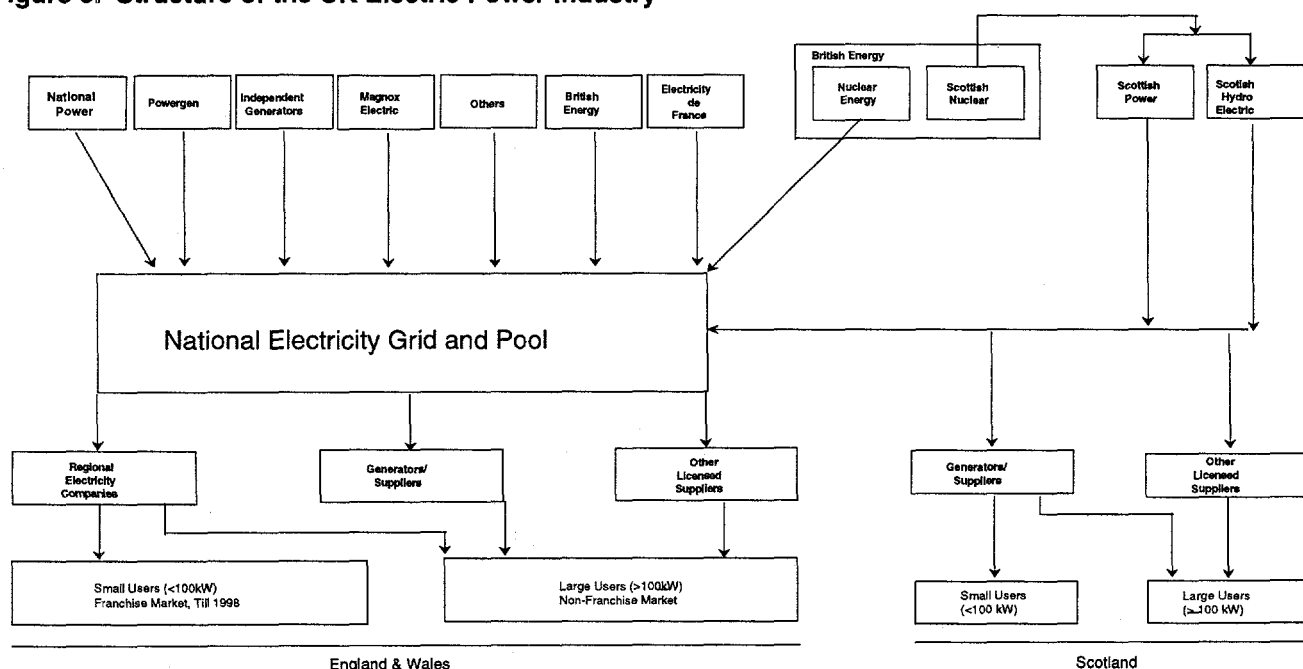 Structure of the UK Electric Power Industry
British Energy
National
Power
Powergen
Independent
Generators
Magnox
Electric
Others
British
Energy
Electricity
de
France
Nuclear
Energy
Scottish
Nuclear
Scottish
Power
Scotish
Hydro
Electric
National Electricity Grid and Pool
Regional
Electricity
Companies
Generators/
Suppliers
Other
Licensed
Suppliers
Generators/
Suppliers
Other
Licensed
Suppliers
Small Users (<100kW)
Franchise Market, Till 1998
Large Users (>100kW)
Non-Franchise Market
Small Users
(<100 kW)
Large Users
(≥100 kW)
England & Wales
Scotland